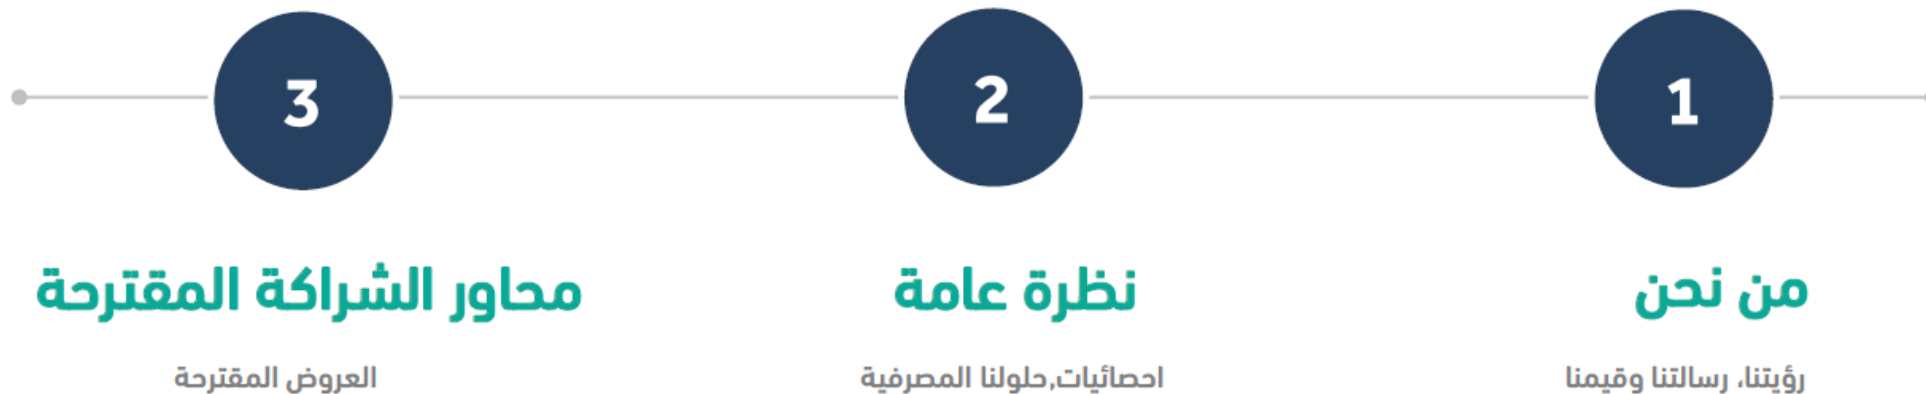 1
من نحن
رؤيتنا، رسالتنا وقيمنا
2
نظرة عامة
احصائيات,حلولنا المصرفية
3
محاور الشراكة المقترحة
العروض المقترحة